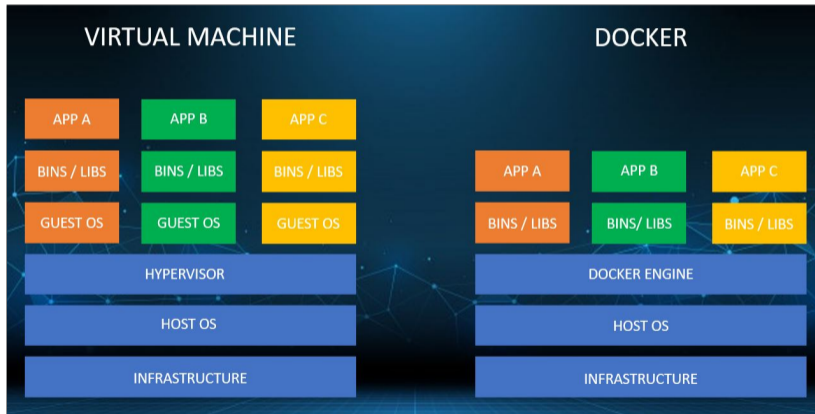 VIRTUAL MACHINE
APP A
APP B
APP C
BINS / LIBS
BINS / LIBS
BINS / LIBS
GUEST OS
GUEST OS
GUEST OS
HYPERVISOR
HOST OS
INFRASTRUCTURE
DOCKER
APP A
APP B
APP C
BINS / LIBS
BINS/ LIBS
BINS / LIBS
DOCKER ENGINE
HOST OS
INFRASTRUCTURE